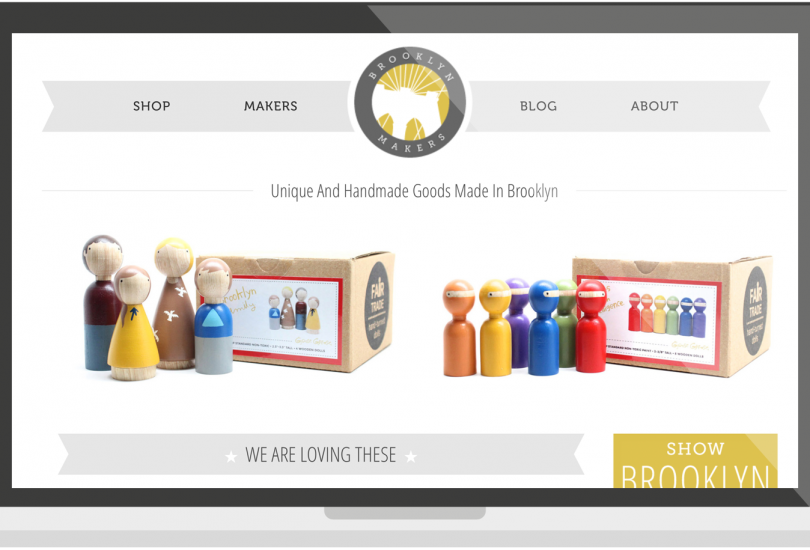 SHOP
MAKERS
BROOKLYN
MAKERS
BLOG
ABOUT
Unique And Handmade Goods Made In Brooklyn
FAIR
TRADE
FAIR
TRADE
★ WE ARE LOVING THESE ★
SHOW
BROOKLYN